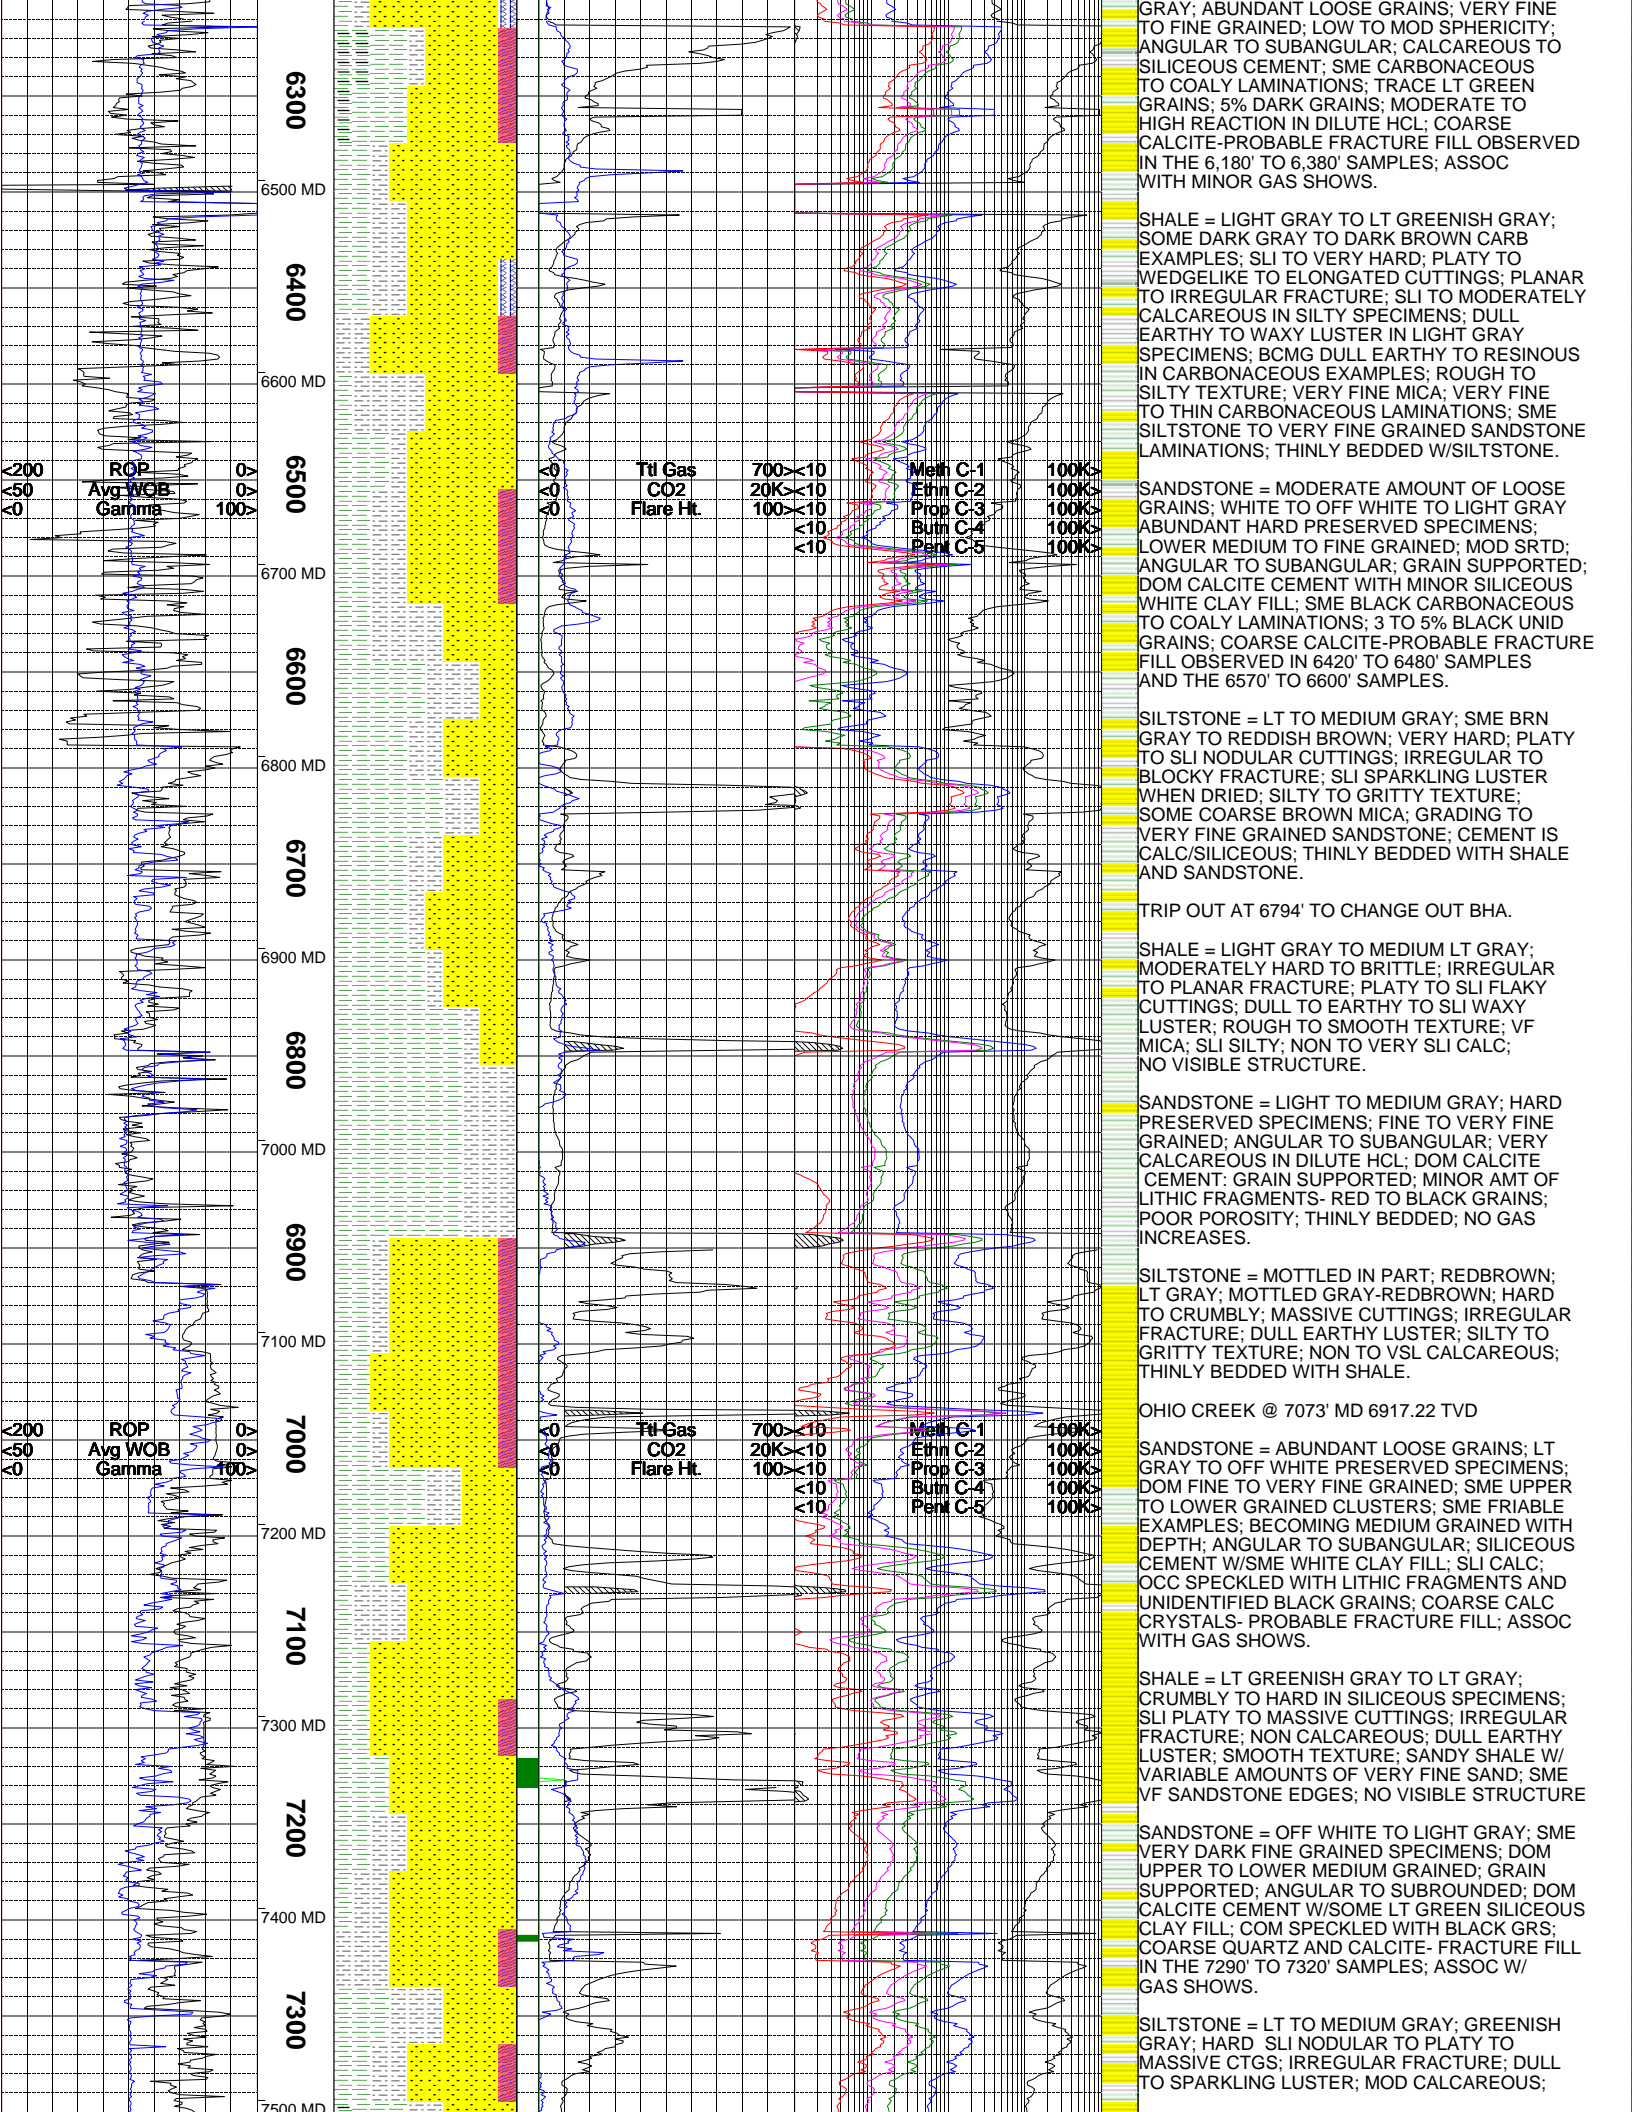 GRAY; ABUNDANT LOOSE GRAINS; VERY FINE
TO FINE GRAINED; LOW TO MOD SPHERICITY;
ANGULAR TO SUBANGULAR; CALCAREOUS TO
SILICEOUS CEMENT; SME CARBONACEOUS
TO COALY LAMINATIONS; TRACE LT GREEN
GRAINS; 5% DARK GRAINS; MODERATE TO
HIGH REACTION IN DILUTE HCL; COARSE
CALCITE-PROBABLE FRACTURE FILL OBSERVED
IN THE 6,180' TO 6,380' SAMPLES; ASSOC
WITH MINOR GAS SHOWS.
SHALE = LIGHT GRAY TO LT GREENISH GRAY;
SOME DARK GRAY TO DARK BROWN CARB
EXAMPLES; SLI TO VERY HARD; PLATY TO
WEDGELIKE TO ELONGATED CUTTINGS; PLANAR
TO IRREGULAR FRACTURE; SLI TO MODERATELY
CALCAREOUS IN SILTY SPECIMENS; DULL
EARTHY TO WAXY LUSTER IN LIGHT GRAY
SPECIMENS; BCMG DULL EARTHY TO RESINOUS
IN CARBONACEOUS EXAMPLES; ROUGH TO
SILTY TEXTURE; VERY FINE MICA; VERY FINE
TO THIN CARBONACEOUS LAMINATIONS; SME
SILTSTONE TO VERY FINE GRAINED SANDSTONE
LAMINATIONS; THINLY BEDDED W/SILTSTONE.
SANDSTONE = MODERATE AMOUNT OF LOOSE
GRAINS; WHITE TO OFF WHITE TO LIGHT GRAY
ABUNDANT HARD PRESERVED SPECIMENS;
LOWER MEDIUM TO FINE GRAINED; MOD SRTD;
ANGULAR TO SUBANGULAR; GRAIN SUPPORTED;
DOM CALCITE CEMENT WITH MINOR SILICEOUS
WHITE CLAY FILL; SME BLACK CARBONACEOUS
TO COALY LAMINATIONS; 3 TO 5% BLACK UNID
GRAINS; COARSE CALCITE-PROBABLE FRACTURE
FILL OBSERVED IN 6420' TO 6480' SAMPLES
AND THE 6570' TO 6600' SAMPLES.
SILTSTONE = LT TO MEDIUM GRAY; SME BRN
GRAY TO REDDISH BROWN; VERY HARD; PLATY
TO SLI NODULAR CUTTINGS; IRREGULAR TO
BLOCKY FRACTURE; SLI SPARKLING LUSTER
WHEN DRIED; SILTY TO GRITTY TEXTURE;
SOME COARSE BROWN MICA; GRADING TO
VERY FINE GRAINED SANDSTONE; CEMENT IS
CALC/SILICEOUS; THINLY BEDDED WITH SHALE
AND SANDSTONE.
TRIP OUT AT 6794' TO CHANGE OUT BHA.
SHALE = LIGHT GRAY TO MEDIUM LT GRAY;
MODERATELY HARD TO BRITTLE; IRREGULAR
TO PLANAR FRACTURE; PLATY TO SLI FLAKY
CUTTINGS; DULL TO EARTHY TO SLI WAXY
LUSTER; ROUGH TO SMOOTH TEXTURE; VF
MICA; SLI SILTY; NON TO VERY SLI CALC;
NO VISIBLE STRUCTURE.
SANDSTONE = LIGHT TO MEDIUM GRAY; HARD
PRESERVED SPECIMENS; FINE TO VERY FINE
GRAINED; ANGULAR TO SUBANGULAR; VERY
CALCAREOUS IN DILUTE HCL; DOM CALCITE
CEMENT: GRAIN SUPPORTED; MINOR AMT OF
LITHIC FRAGMENTS- RED TO BLACK GRAINS;
POOR POROSITY; THINLY BEDDED; NO GAS
INCREASES.
SILTSTONE = MOTTLED IN PART; REDBROWN;
LT GRAY; MOTTLED GRAY-REDBROWN; HARD
TO CRUMBLY; MASSIVE CUTTINGS; IRREGULAR
FRACTURE; DULL EARTHY LUSTER; SILTY TO
GRITTY TEXTURE; NON TO VSL CALCAREOUS;
THINLY BEDDED WITH SHALE.
OHIO CREEK @ 7073' MD 6917.22 TVD
SANDSTONE = ABUNDANT LOOSE GRAINS; LT
GRAY TO OFF WHITE PRESERVED SPECIMENS;
DOM FINE TO VERY FINE GRAINED; SME UPPER
TO LOWER GRAINED CLUSTERS; SME FRIABLE
EXAMPLES; BECOMING MEDIUM GRAINED WITH
DEPTH; ANGULAR TO SUBANGULAR; SILICEOUS
CEMENT W/SME WHITE CLAY FILL; SLI CALC;
OCC SPECKLED WITH LITHIC FRAGMENTS AND
UNIDENTIFIED BLACK GRAINS; COARSE CALC
CRYSTALS- PROBABLE FRACTURE FILL; ASSOC
WITH GAS SHOWS.
SHALE = LT GREENISH GRAY TO LT GRAY;
CRUMBLY TO HARD IN SILICEOUS SPECIMENS;
SLI PLATY TO MASSIVE CUTTINGS; IRREGULAR
FRACTURE; NON CALCAREOUS; DULL EARTHY
LUSTER; SMOOTH TEXTURE; SANDY SHALE W/
VARIABLE AMOUNTS OF VERY FINE SAND; SME
VF SANDSTONE EDGES; NO VISIBLE STRUCTURE
SANDSTONE = OFF WHITE TO LIGHT GRAY; SME
VERY DARK FINE GRAINED SPECIMENS; DOM
UPPER TO LOWER MEDIUM GRAINED; GRAIN
SUPPORTED; ANGULAR TO SUBROUNDED; DOM
CALCITE CEMENT W/SOME LT GREEN SILICEOUS
CLAY FILL; COM SPECKLED WITH BLACK GRS;
COARSE QUARTZ AND CALCITE- FRACTURE FILL
IN THE 7290' TO 7320' SAMPLES; ASSOC W/
GAS SHOWS.
SILTSTONE = LT TO MEDIUM GRAY; GREENISH
GRAY; HARD SLI NODULAR TO PLATY TO
MASSIVE CTGS; IRREGULAR FRACTURE; DULL
TO SPARKLING LUSTER; MOD CALCAREOUS;
6300
6500 MD
6400
6600 MD
6500
6700 MD
6600
6800 MD
6700
6900 MD
6800
7000 MD
6900
7100 MD
7000
7200 MD
7100
7300 MD
7200
7400 MD
7300
7500 MD
<200 ROP 0> <0 Ttl Gas 700> <10 Meth C-1 100K>
<50 Avg WOB 0> <0 CO2 20K> <10 Ethn C-2 100K>
<0 Gamma 100> <0 Flare Ht. 100> <10 Prop C-3 100K>
<10 Butn C-4 100K>
<10 Pent C-5 100K>
<200 ROP 0> <0 Ttl Gas 700> <10 Meth C-1 100K>
<50 Avg WOB 0> <0 CO2 20K> <10 Ethn C-2 100K>
<0 Gamma 100> <0 Flare Ht. 100> <10 Prop C-3 100K>
<10 Butn C-4 100K>
<10 Pent C-5 100K>